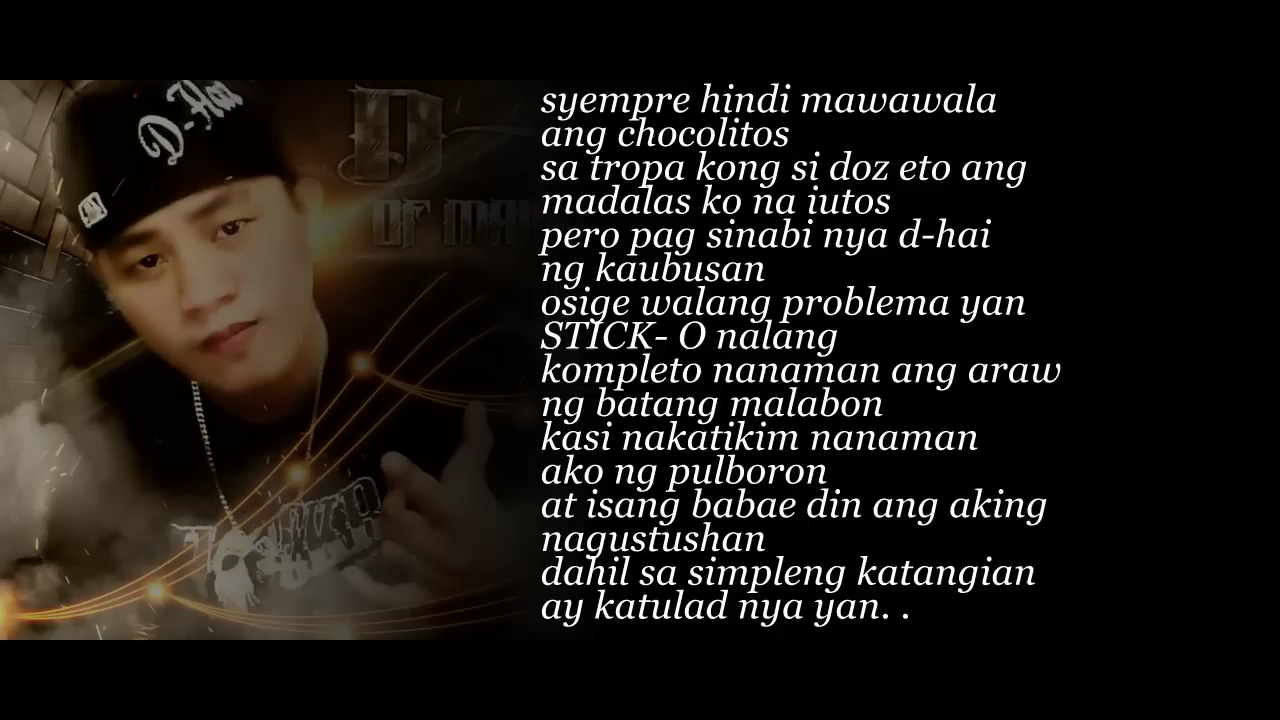 D-Hai
D
OF MA
syempre hindi mawawala
ang chocolitos
sa tropa kong si doz eto ang
madalas ko na iutos
pero pag sinabi nya d-hai
ng kaubusan
osige walang problema yan
STICK- O nalang
kompleto nanaman ang araw
ng batang malabon
kasi nakatikim nanaman
ako ng pulboron
at isang babae din ang aking
nagustushan
dahil sa simpleng katangian
ay katulad nya yan. .